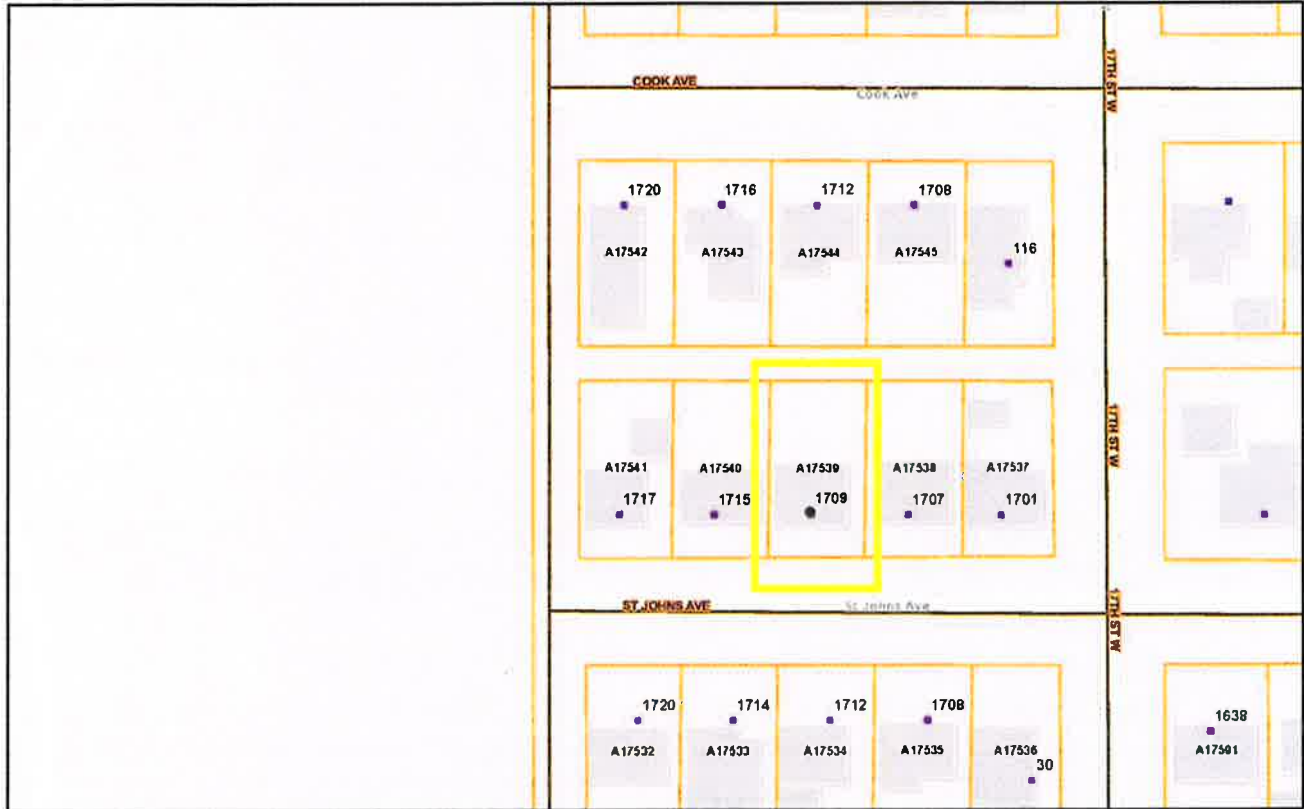 COOK AVE
Cook Ave
17TH ST W
1720
1716
1712
1708
116
A17542
A17543
A17544
A17545
17TH ST W
A17541
A17540
A17539
A17538
A17537
1717
1715
1709
1707
1701
ST JOHNS AVE
St Johns Ave
17TH ST W
1720
1714
1712
1708
1638
A17532
A17533
A17534
A17535
A17536
A17591
30